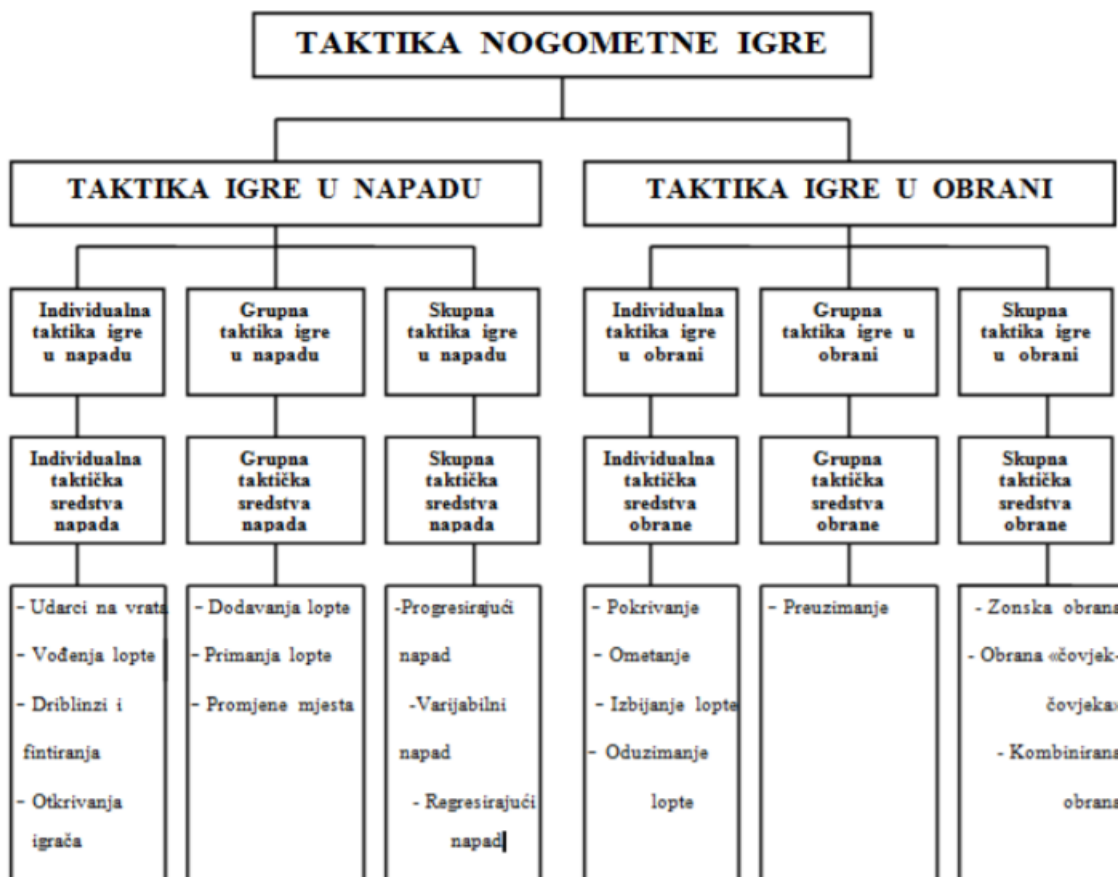 TAKTIKA NOGOMETNE IGRE
TAKTIKA IGRE U NAPADU
TAKTIKA IGRE U OBRANI
Individualna
taktika igre
u napadu
Grupna
taktika igre
u napadu
Skupna
taktika igre
u napadu
Individualna
taktika igre
u obrani
Grupna
taktika igre u
obrani
Skupna
taktika igre
u obrani
Individualna
taktička
sredstva
napada
Grupna
taktička
sredstva
napada
Skupna
taktička
sredstva
napada
Individualna
taktička
sredstva
obrane
Grupna
taktička
sredstva
obrane
Skupna
taktička
sredstva
obrane
- Udarci na vrata
- Vođenja lopte
- Driblinzi i
fintiranja
- Otkrivanja
igrača
- Dodavanja lopte
- Primanja lopte
- Promjene mjesta
-Progresirajući
napad
-Varijabilni
napad
- Regresirajući
napad
- Pokrivanje
- Ometanje
- Izbijanje lopte
- Oduzimanje
lopte
- Preuzimanje
- Zonska obrana
- Obrana «čovjek-
čovjeka»
- Kombinirana
obrana